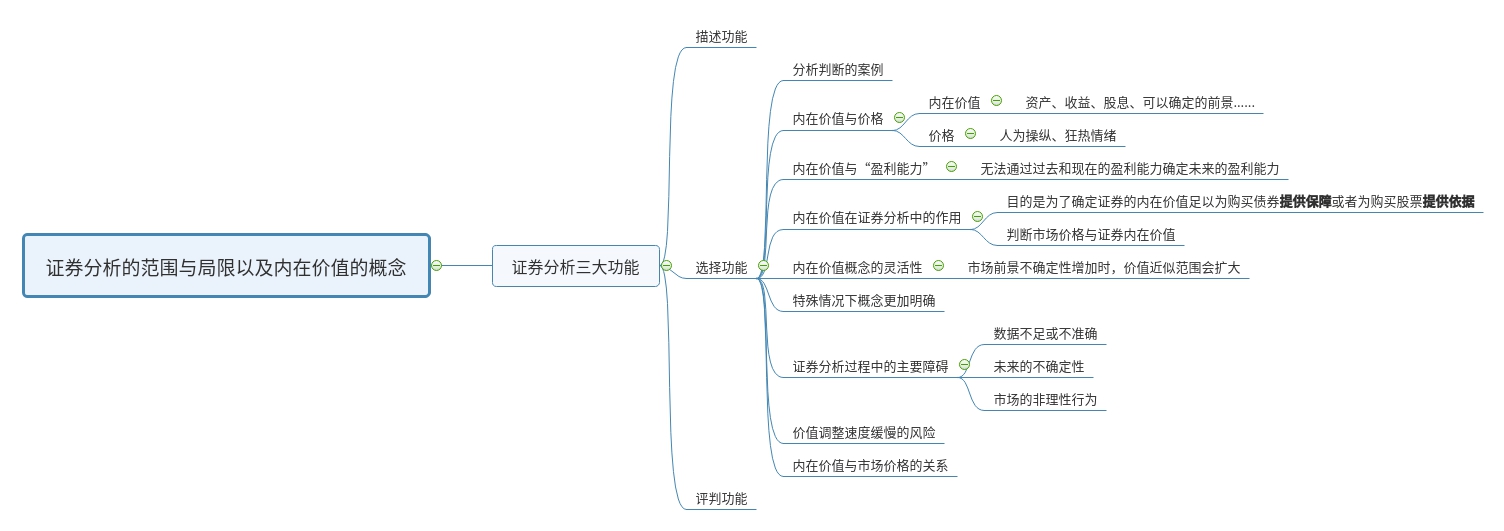 证券分析的范围与局限以及内在价值的概念
证券分析三大功能
描述功能
选择功能
分析判断的案例
内在价值与价格
内在价值
资产、收益、股息、可以确定的前景……
价格
人为操纵、狂热情绪
内在价值与“盈利能力”
无法通过过去和现在的盈利能力确定未来的盈利能力
内在价值在证券分析中的作用
目的是为了确定证券的内在价值足以为购买债券提供保障或者为购买股票提供依据
判断市场价格与证券内在价值
内在价值概念的灵活性
市场前景不确定性增加时，价值近似范围会扩大
特殊情况下概念更加明确
证券分析过程中的主要障碍
数据不足或不准确
未来的不确定性
市场的非理性行为
价值调整速度缓慢的风险
内在价值与市场价格的关系
评判功能